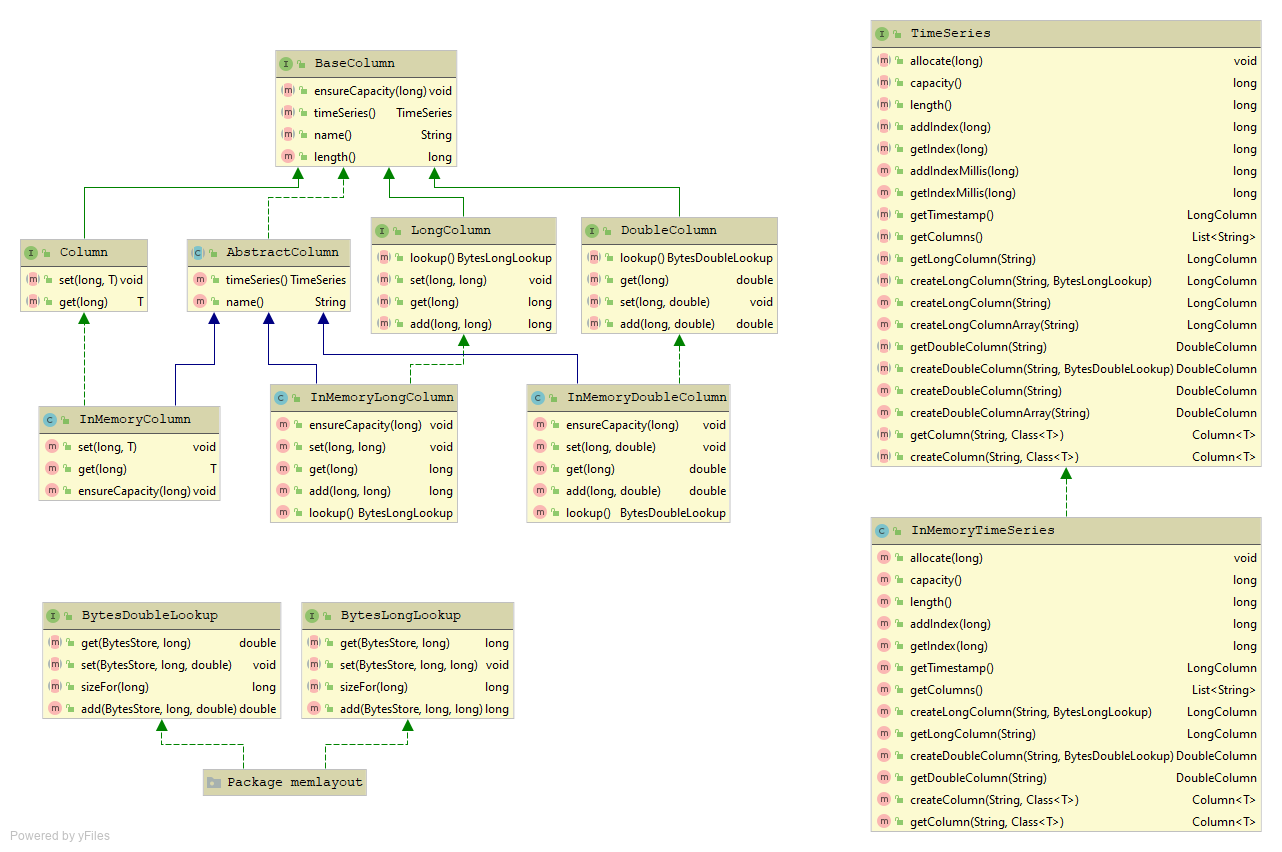 BaseColumn
ensureCapacity(long) void
timeSeries() TimeSeries
name() String
length() long
Column
set(long, T) void
get(long) T
AbstractColumn
timeSeries() TimeSeries
name() String
LongColumn
lookup() BytesLongLookup
set(long, long) void
get(long) long
add(long, long) long
DoubleColumn
lookup() BytesDoubleLookup
get(long) double
set(long, double) void
add(long, double) double
InMemoryColumn
set(long, T) void
get(long) T
ensureCapacity(long) void
InMemoryLongColumn
ensureCapacity(long) void
set(long, long) void
get(long) long
add(long, long) long
lookup() BytesLongLookup
InMemoryDoubleColumn
ensureCapacity(long) void
set(long, double) void
get(long) double
add(long, double) double
lookup() BytesDoubleLookup
BytesDoubleLookup
get(BytesStore, long) double
set(BytesStore, long, double) void
sizeFor(long) long
add(BytesStore, long, double) double
BytesLongLookup
get(BytesStore, long) long
set(BytesStore, long, long) void
sizeFor(long) long
add(BytesStore, long, long) long
Package memlayout
TimeSeries
allocate(long) void
capacity() long
length() long
addIndex(long) long
getIndex(long) long
addIndexMillis(long) long
getIndexMillis(long) long
getTimestamp() LongColumn
getColumns() List<String>
getLongColumn(String) LongColumn
createLongColumn(String, BytesLongLookup) LongColumn
createLongColumn(String) LongColumn
createLongColumnArray(String) LongColumn
getDoubleColumn(String) DoubleColumn
createDoubleColumn(String, BytesDoubleLookup) DoubleColumn
createDoubleColumn(String) DoubleColumn
createDoubleColumnArray(String) DoubleColumn
getColumn(String, Class<T>) Column<T>
createColumn(String, Class<T>) Column<T>
InMemoryTimeSeries
allocate(long) void
capacity() long
length() long
addIndex(long) long
getIndex(long) long
getTimestamp() LongColumn
getColumns() List<String>
createLongColumn(String, BytesLongLookup) LongColumn
getLongColumn(String) LongColumn
createDoubleColumn(String, BytesDoubleLookup) DoubleColumn
getDoubleColumn(String) DoubleColumn
createColumn(String, Class<T>) Column<T>
getColumn(String, Class<T>) Column<T>
Powered by yFiles